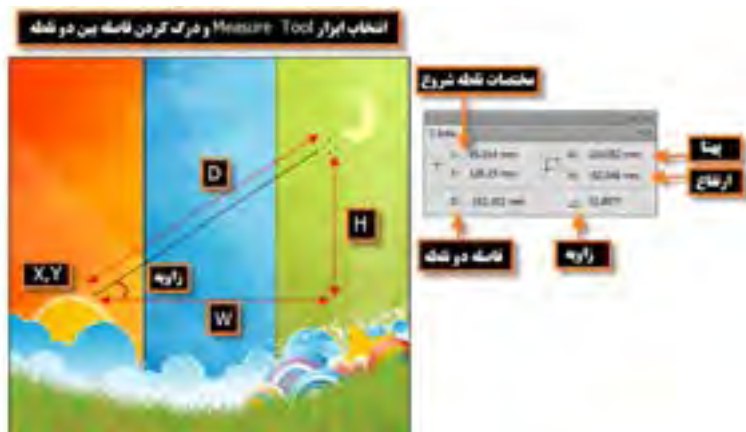 انتخاب ابزار Measure Tool و درک کردن فاصله بین دو نقطه
مختصات نقطه شروع
پهنا
ارتفاع
D
H
X,Y
زاویه
W
فاصله دو نقطه
زاویه